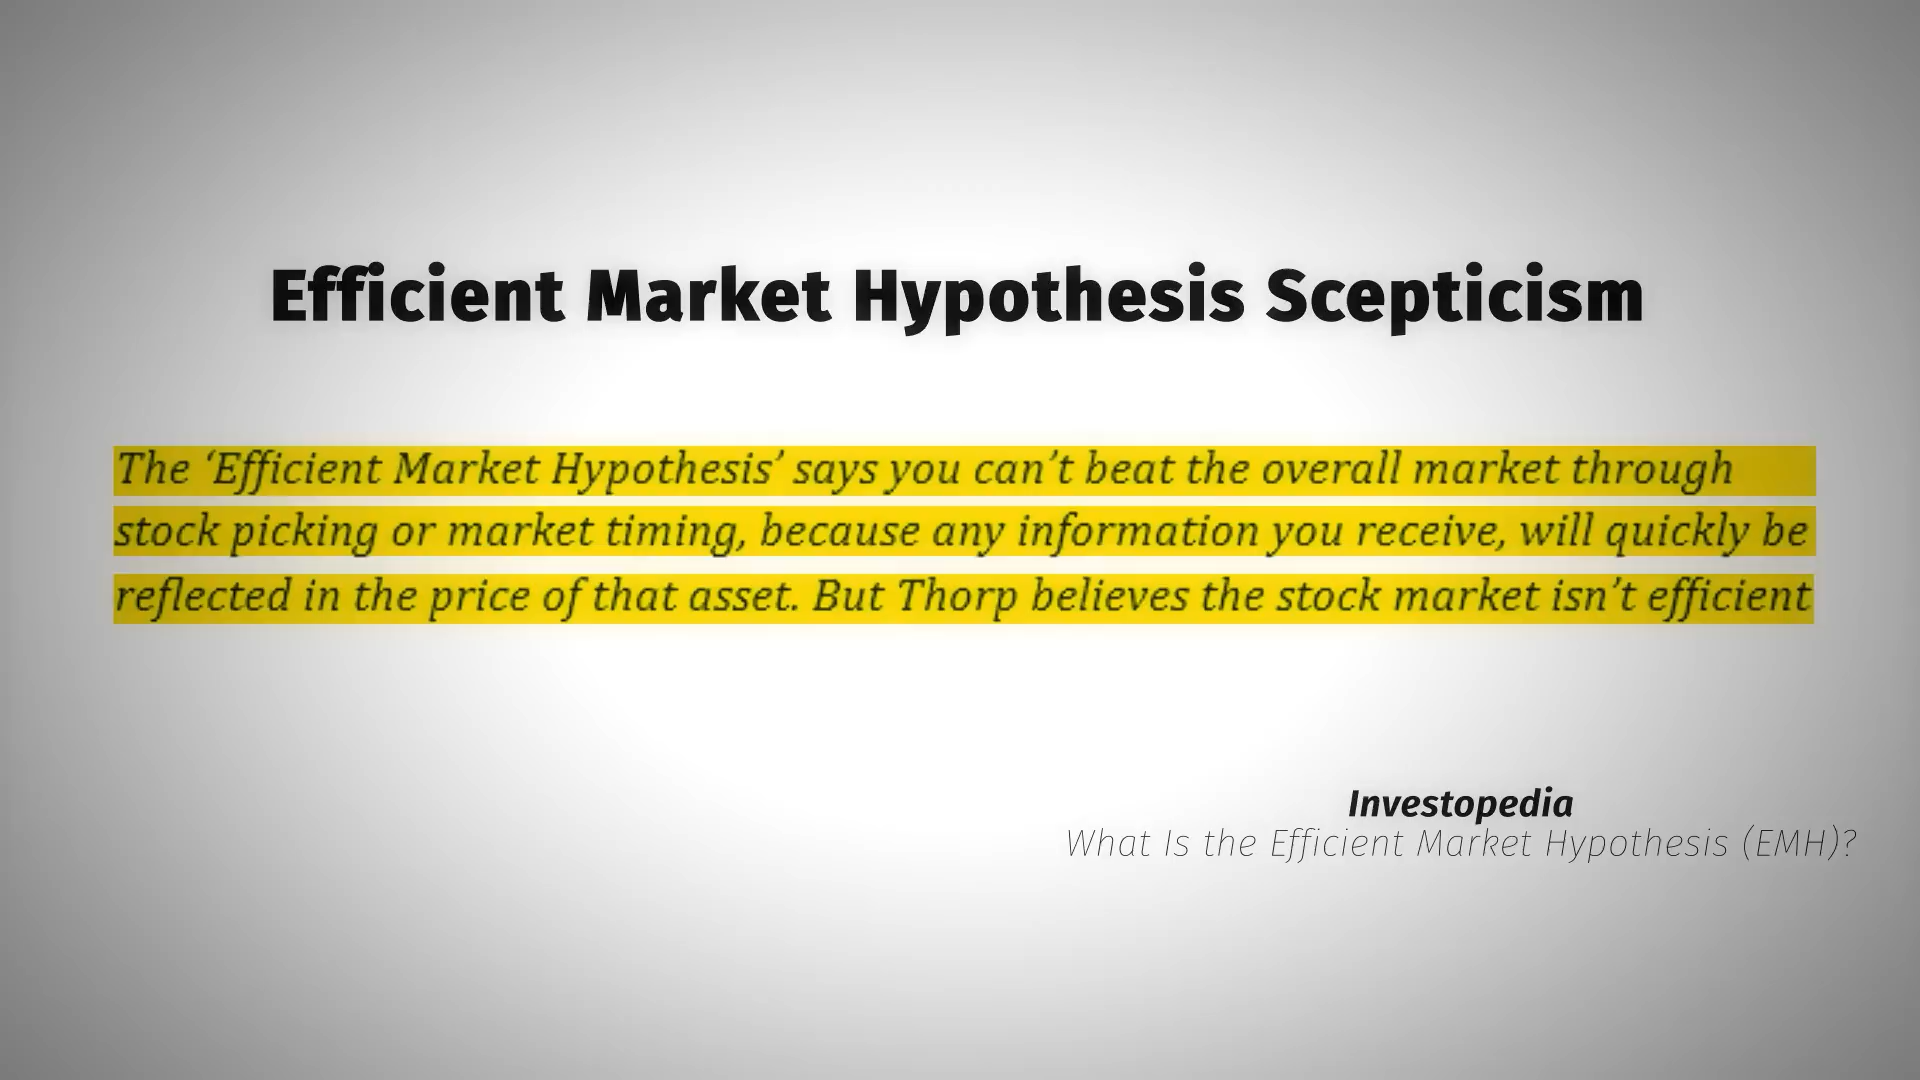 Efficient Market Hypothesis Scepticism
The ‘Efficient Market Hypothesis’ says you can’t beat the overall market through
stock picking or market timing, because any information you receive, will quickly be
reflected in the price of that asset. But Thorp believes the stock market isn’t efficient
Investopedia
What Is the Efficient Market Hypothesis (EMH)?